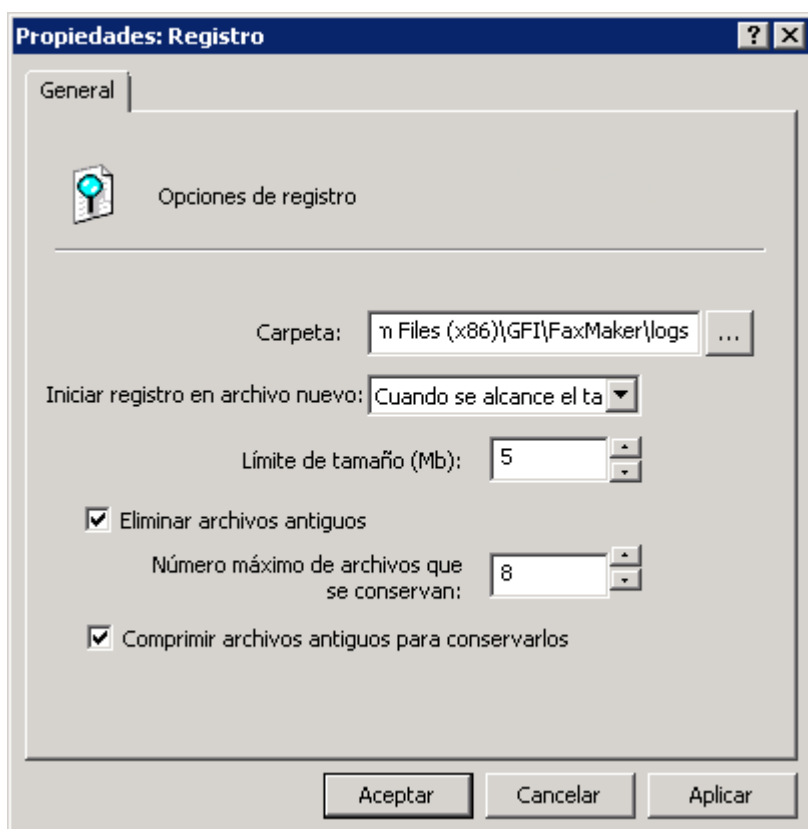 Propiedades: Registro
General
Opciones de registro
Carpeta: n Files (x86)\GFI\FaxMaker\logs ...
Iniciar registro en archivo nuevo: Cuando se alcance el ta
Límite de tamaño (Mb): 5
Eliminar archivos antiguos
Número máximo de archivos que
se conservan: 8
Comprimir archivos antiguos para conservarlos
Aceptar Cancelar Aplicar